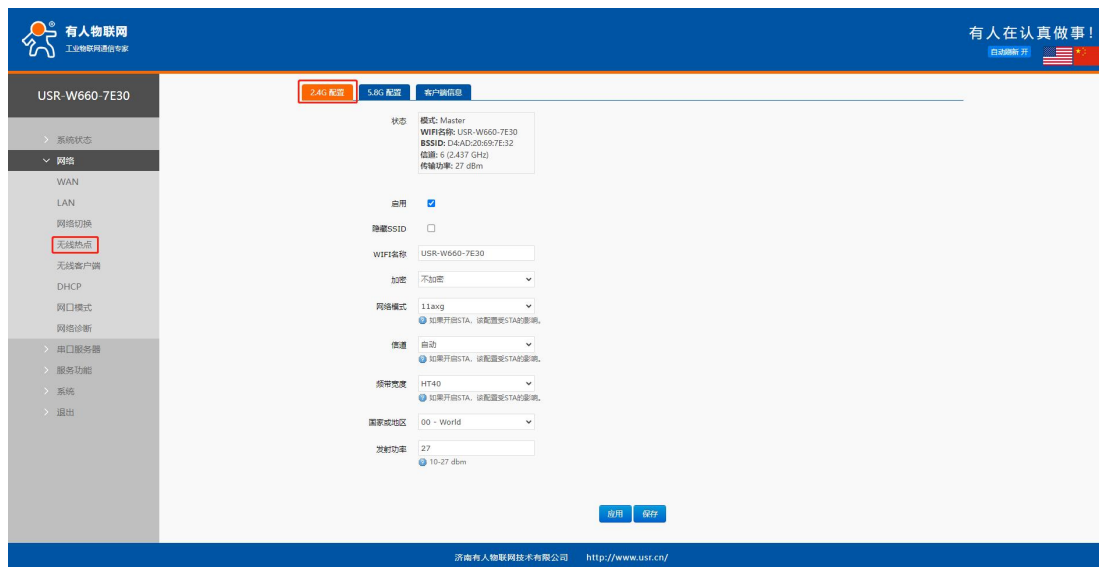 有人物联网
工业物联网通信专家
有人在认真做事!
自动刷新 开
USR-W660-7E30
系统状态
网络
WAN
LAN
网络切换
无线热点
无线客户端
DHCP
网口模式
网络诊断
串口服务器
服务功能
系统
退出
2.4G 配置 5.8G 配置 客户端信息
状态 模式: Master
WIFI名称: USR-W660-7E30
BSSID: D4:AD:20:69:7E:32
信道: 6 (2.437 GHz)
传输功率: 27 dBm
启用
隐藏SSID
WIFI名称 USR-W660-7E30
加密 不加密
网络模式 11axg
如果开启STA，该配置受STA的影响。
信道 自动
如果开启STA，该配置受STA的影响。
频带宽度 HT40
如果开启STA，该配置受STA的影响。
国家或地区 00 - World
发射功率 27
10-27 dbm
应用 保存
济南有人物联网技术有限公司 http://www.usr.cn/